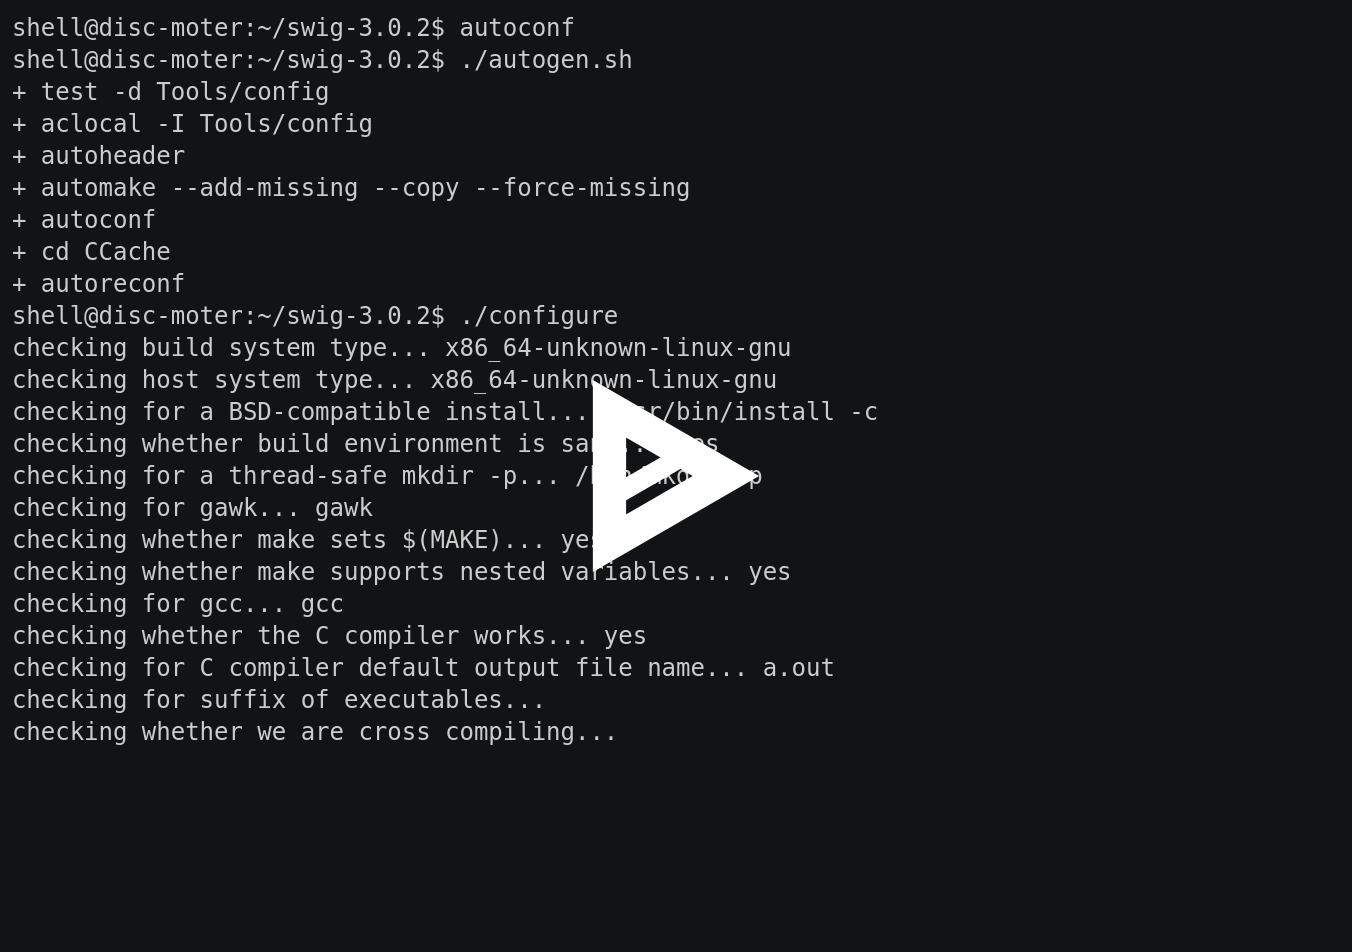 shell@disc-moter:~/swig-3.0.2$ autoconf
shell@disc-moter:~/swig-3.0.2$ ./autogen.sh
+ test -d Tools/config
+ aclocal -I Tools/config
+ autoheader
+ automake --add-missing --copy --force-missing
+ autoconf
+ cd CCache
+ autoreconf
shell@disc-moter:~/swig-3.0.2$ ./configure
checking build system type... x86_64-unknown-linux-gnu
checking host system type... x86_64-unknown-linux-gnu
checking for a BSD-compatible install... /usr/bin/install -c
checking whether build environment is sane... yes
checking for a thread-safe mkdir -p... /bin/mkdir -p
checking for gawk... gawk
checking whether make sets $(MAKE)... yes
checking whether make supports nested variables... yes
checking for gcc... gcc
checking whether the C compiler works... yes
checking for C compiler default output file name... a.out
checking for suffix of executables...
checking whether we are cross compiling...